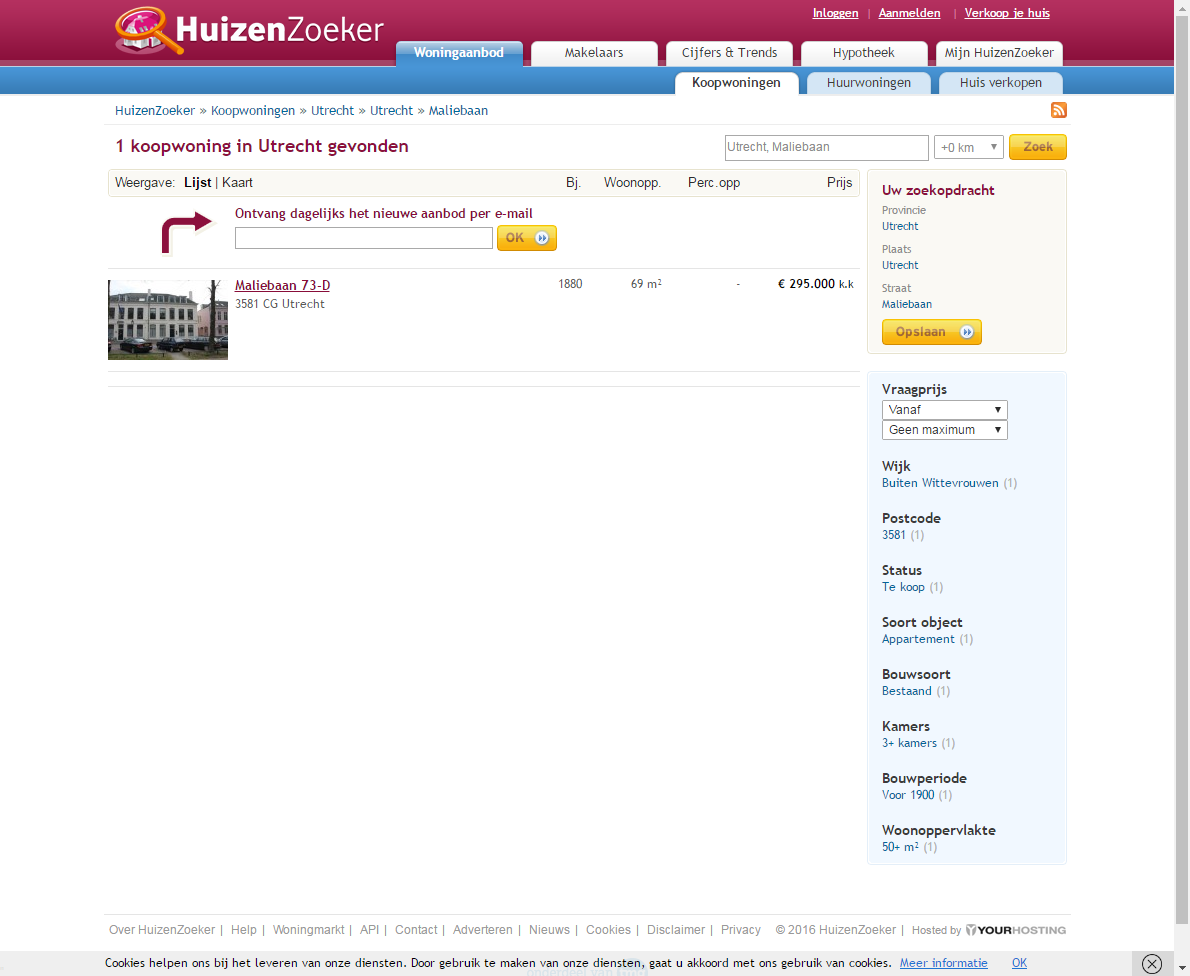 Inloggen | Aanmelden | Verkoop je huis
HuizenZoeker
Woningaanbod Makelaars Cijfers & Trends Hypotheek Mijn HuizenZoeker
Koopwoningen Huurwoningen Huis verkopen
HuizenZoeker » Koopwoningen » Utrecht » Utrecht » Maliebaan
1 koopwoning in Utrecht gevonden
Utrecht, Maliebaan +0 km Zoek
Weergave: Lijst | Kaart Bj. Woonopp. Perc.opp Prijs
Ontvang dagelijks het nieuwe aanbod per e-mail
OK
Maliebaan 73-D 1880 69 m² - € 295.000 k.k
3581 CG Utrecht
Uw zoekopdracht
Provincie
Utrecht
Plaats
Utrecht
Straat
Maliebaan
Opslaan
Vraagprijs
Vanaf
Geen maximum
Wijk
Buiten Wittevrouwen (1)
Postcode
3581 (1)
Status
Te koop (1)
Soort object
Appartement (1)
Bouwsoort
Bestaand (1)
Kamers
3+ kamers (1)
Bouwperiode
Voor 1900 (1)
Woonoppervlakte
50+ m² (1)
Over HuizenZoeker | Help | Woningmarkt | API | Contact | Adverteren | Nieuws | Cookies | Disclaimer | Privacy © 2016 HuizenZoeker | Hosted by YOURHOSTING
Cookies helpen ons bij het leveren van onze diensten. Door gebruik te maken van onze diensten, gaat u akkoord met ons gebruik van cookies. Meer informatie OK
onderdeel van